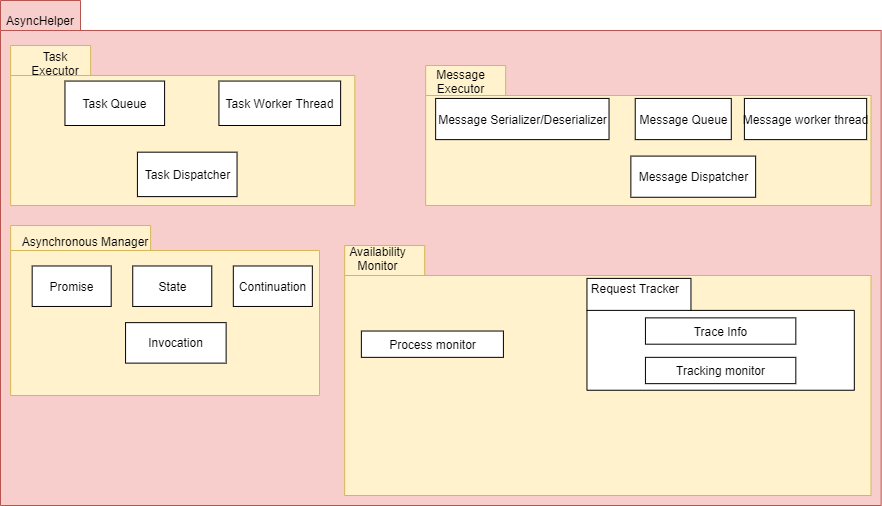 AsyncHelper
Task
Executor
Task Queue
Task Worker Thread
Task Dispatcher
Message
Executor
Message Serializer/Deserializer
Message Queue
Message worker thread
Message Dispatcher
Asynchronous Manager
Promise
State
Continuation
Invocation
Availability
Monitor
Process monitor
Request Tracker
Trace Info
Tracking monitor